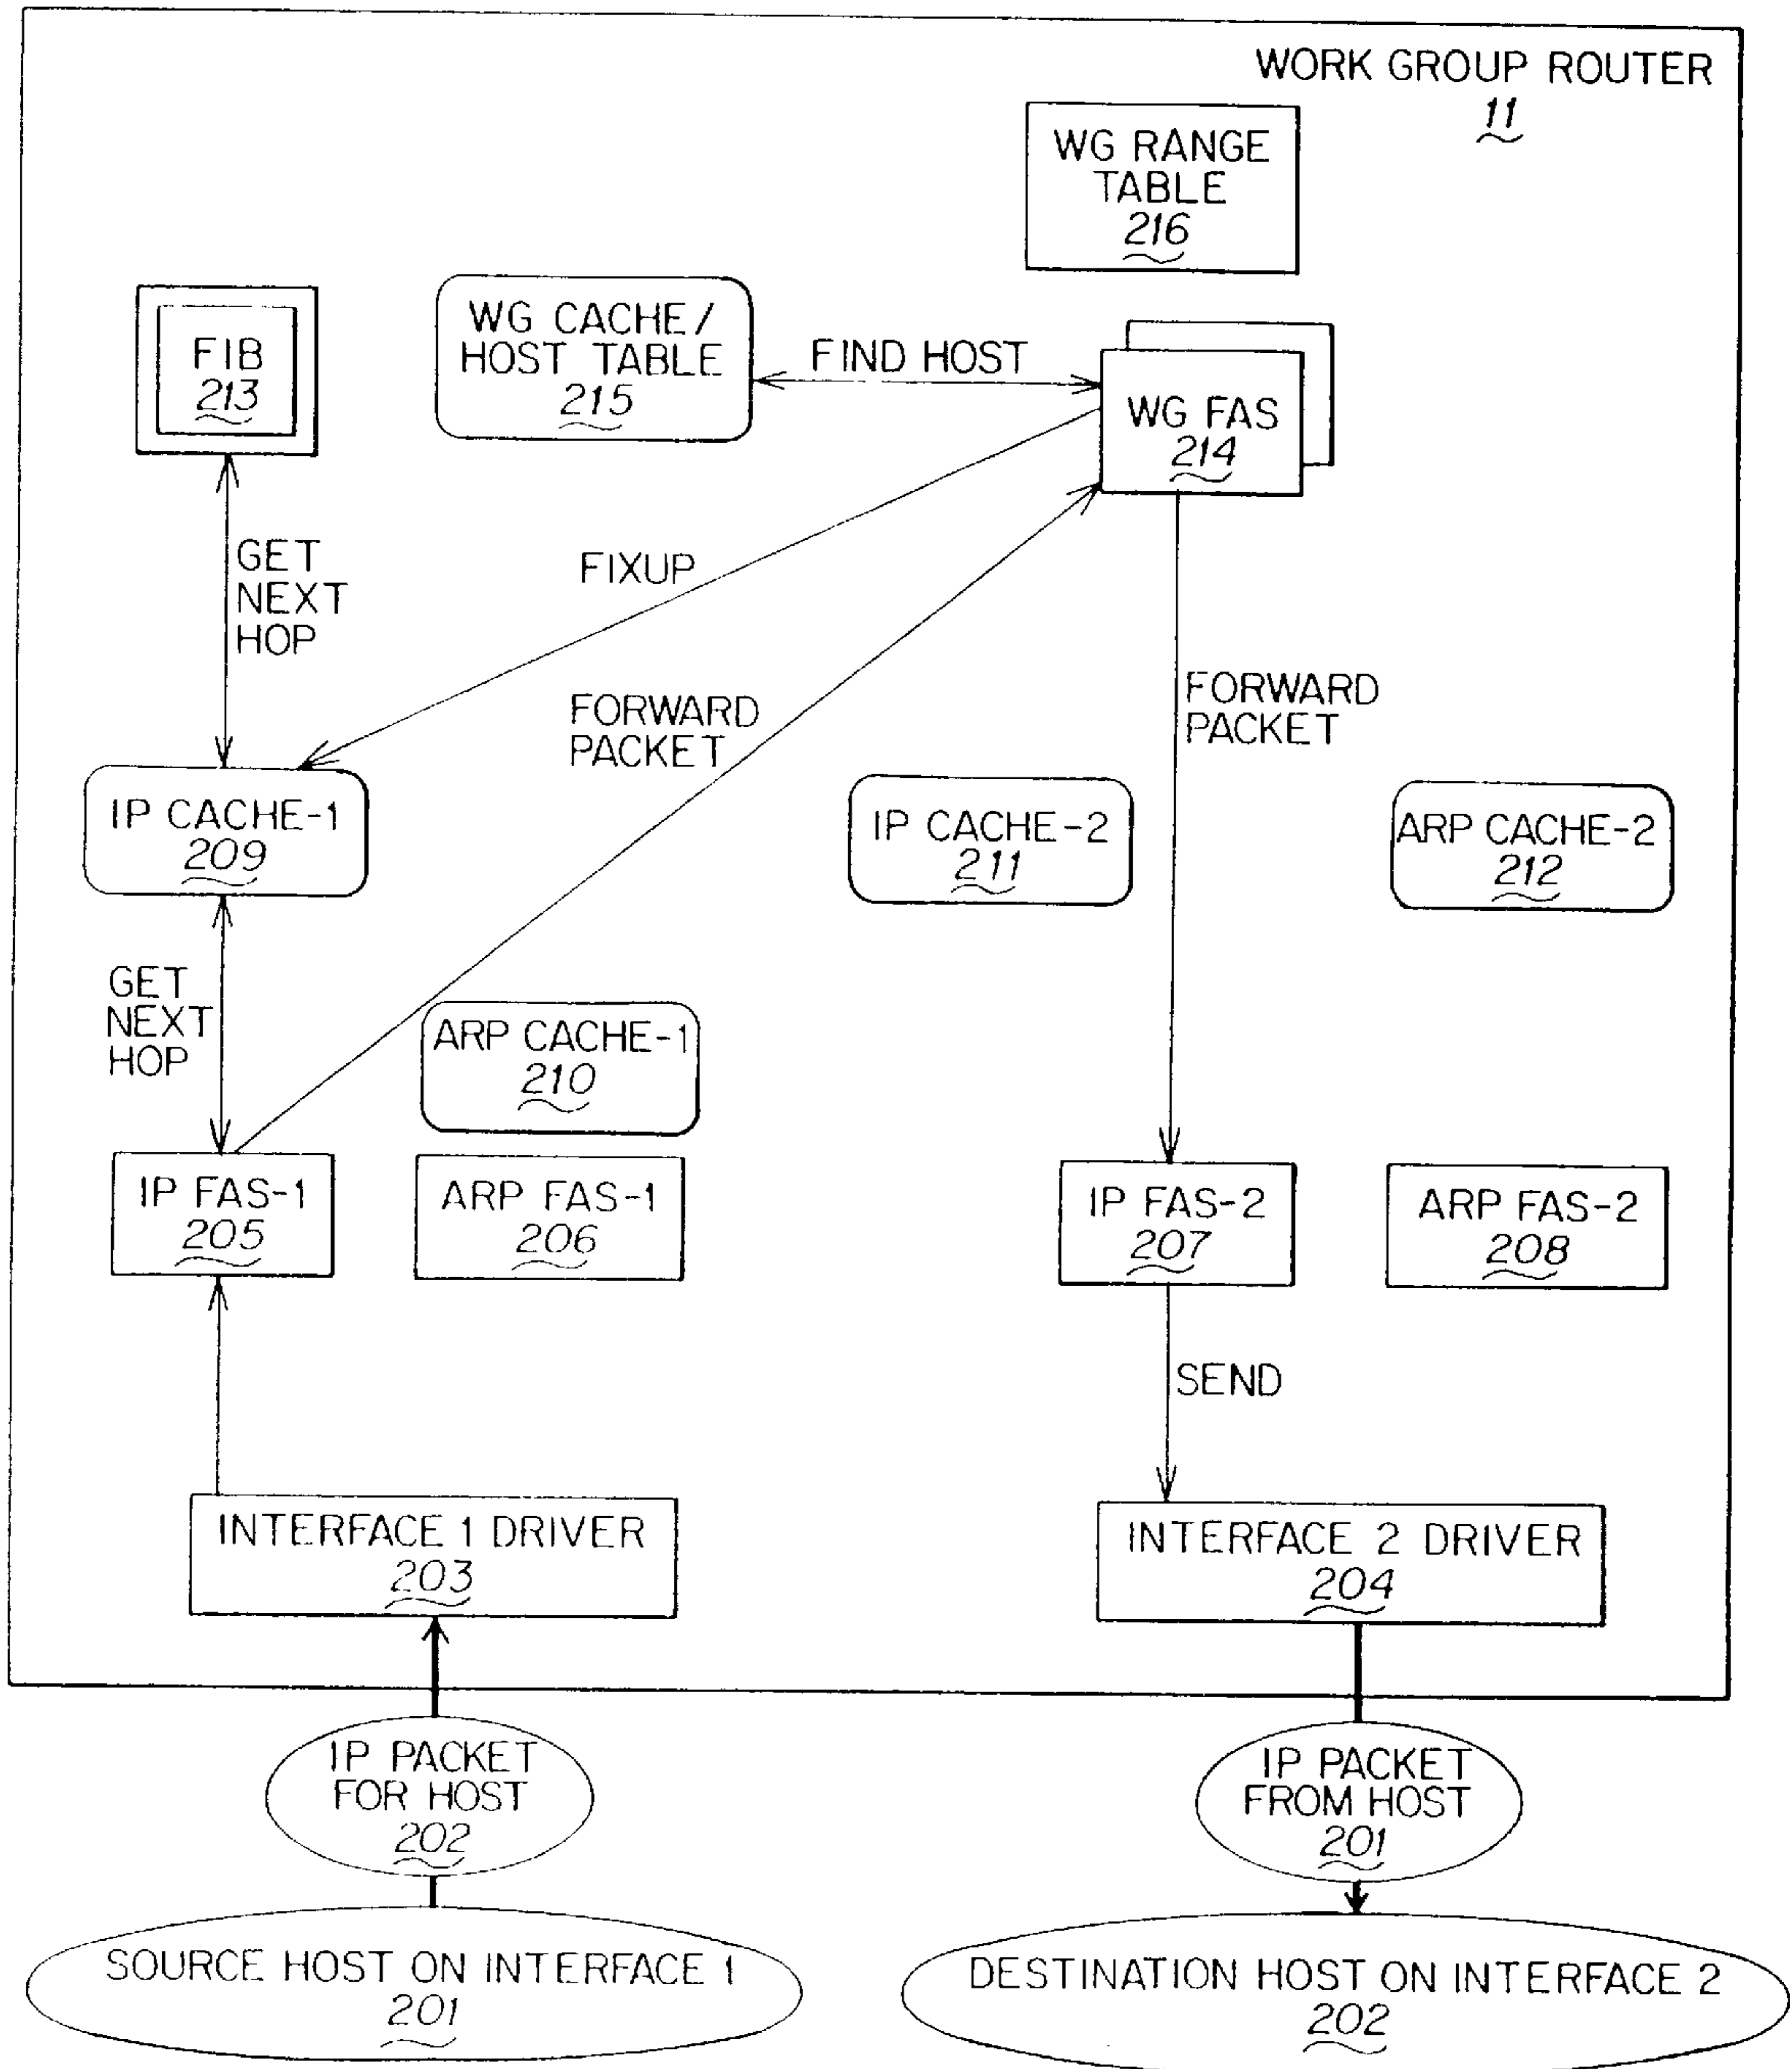 WORK GROUP ROUTER
11
WG RANGE
TABLE
216
FIB
213
WG CACHE/
HOST TABLE
215
FIND HOST
WG FAS
214
GET
NEXT
HOP
FIXUP
FORWARD
PACKET
FORWARD
PACKET
IP CACHE-1
209
IP CACHE-2
211
ARP CACHE-2
212
GET
NEXT
HOP
ARP CACHE-1
210
IP FAS-1
205
ARP FAS-1
206
IP FAS-2
207
ARP FAS-2
208
SEND
INTERFACE 1 DRIVER
203
INTERFACE 2 DRIVER
204
IP PACKET
FOR HOST
202
IP PACKET
FROM HOST
201
SOURCE HOST ON INTERFACE 1
201
DESTINATION HOST ON INTERFACE 2
202